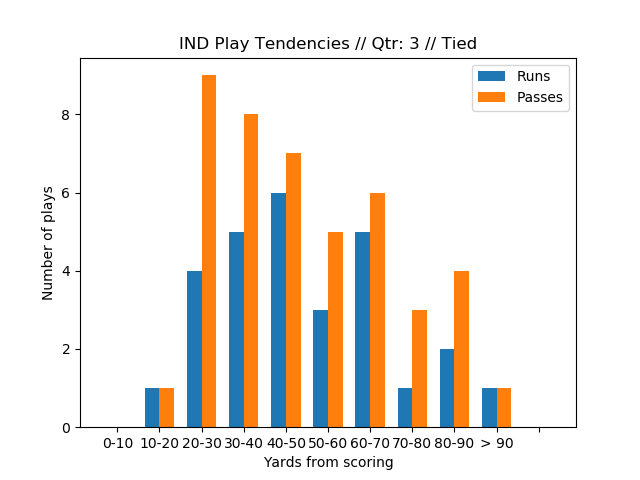 IND Play Tendencies // Qtr: 3 // Tied
Runs
Passes
Number of plays
8
6
4
2
0
0-10 10-20 20-30 30-40 40-50 50-60 60-70 70-80 80-90 > 90
Yards from scoring